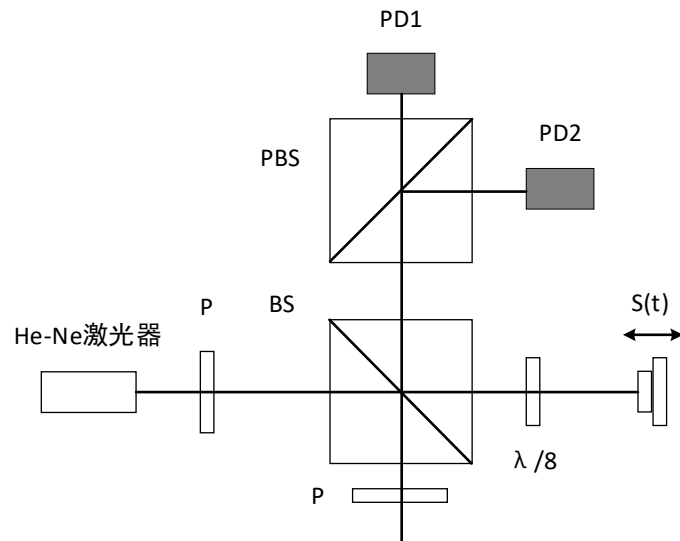 PD1
PBS
PD2
P
BS
S(t)
He-Ne激光器
λ/8
P